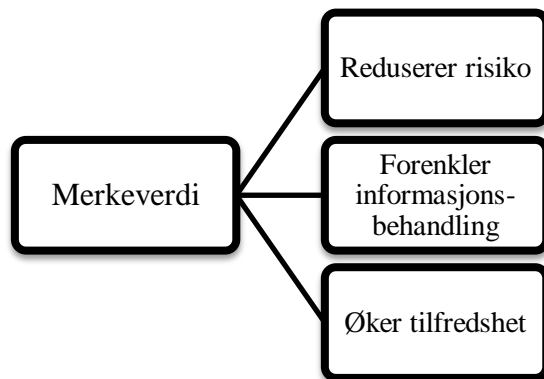 Merkeverdi
Reduserer risiko
Forenkler
informasjons-
behandling
Øker tilfredshet